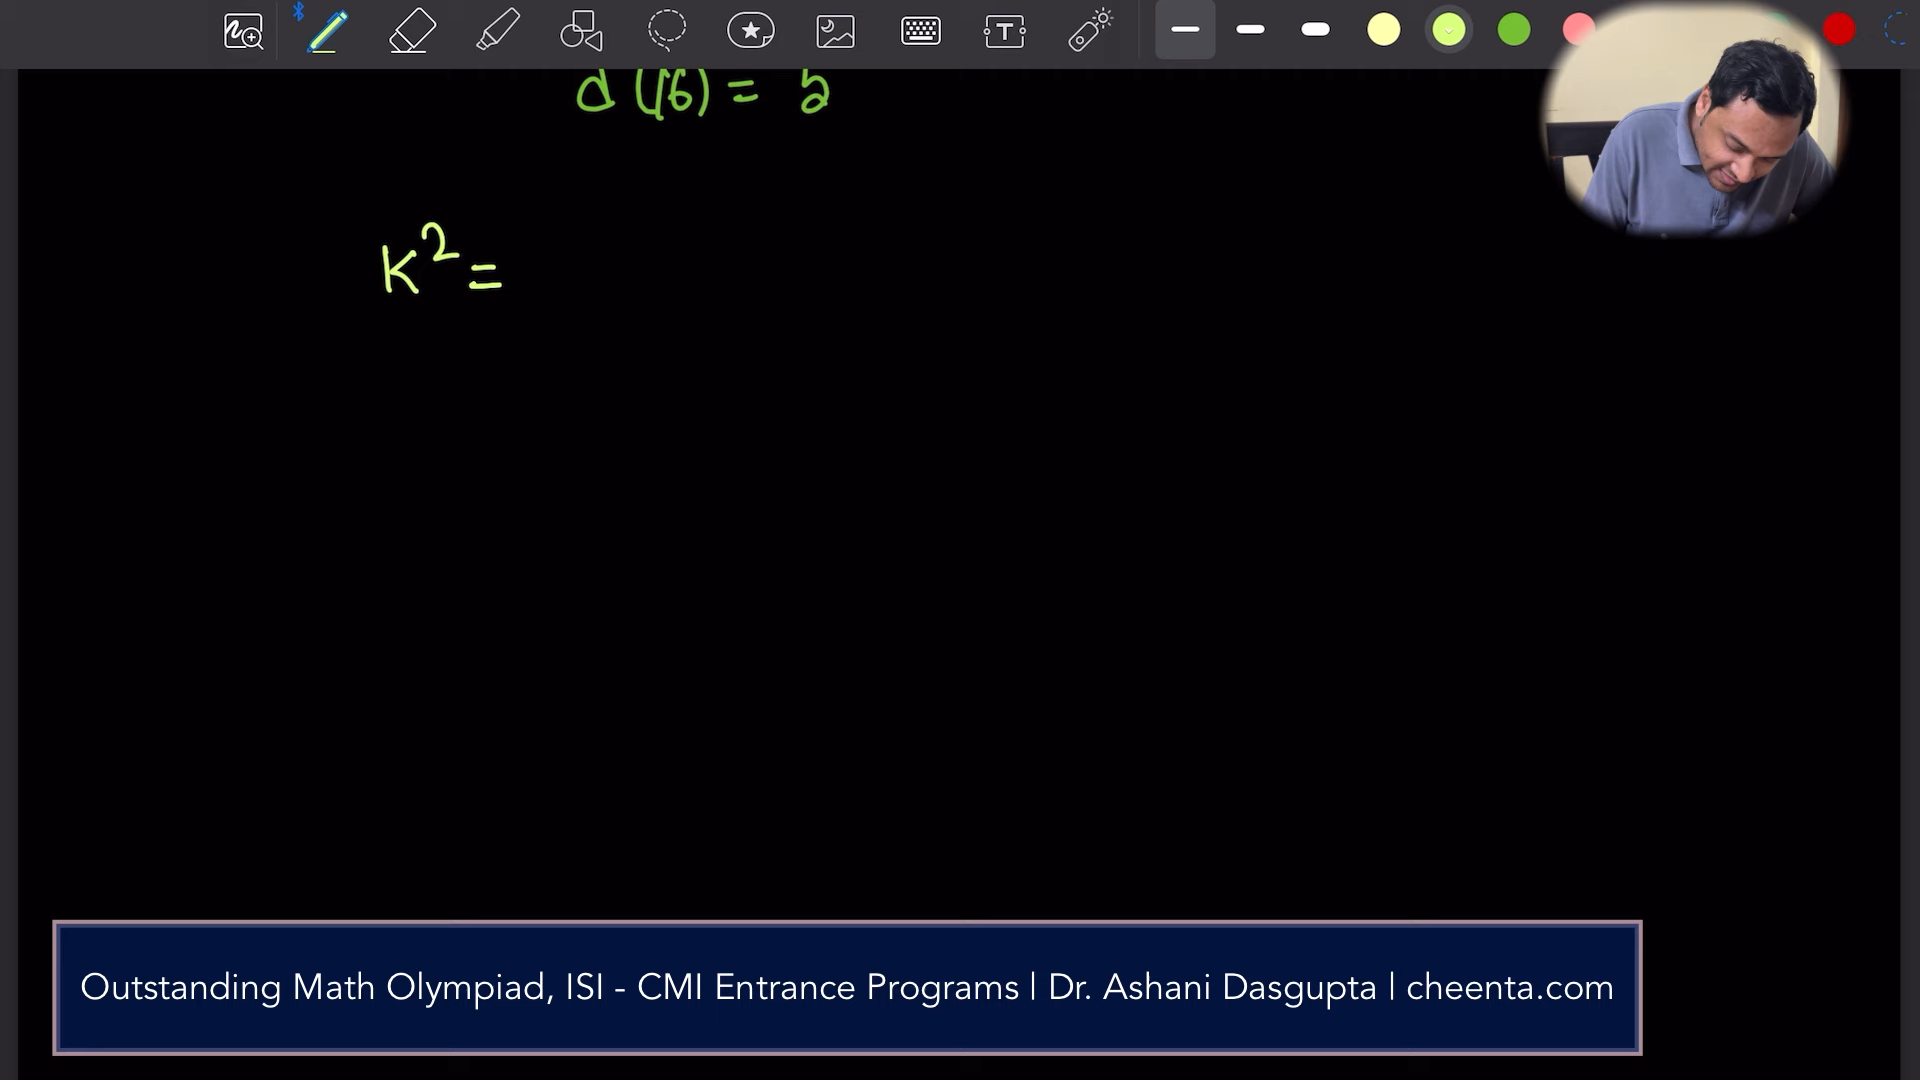 d (16) = 5
K² =
Outstanding Math Olympiad, ISI - CMI Entrance Programs | Dr. Ashani Dasgupta | cheenta.com